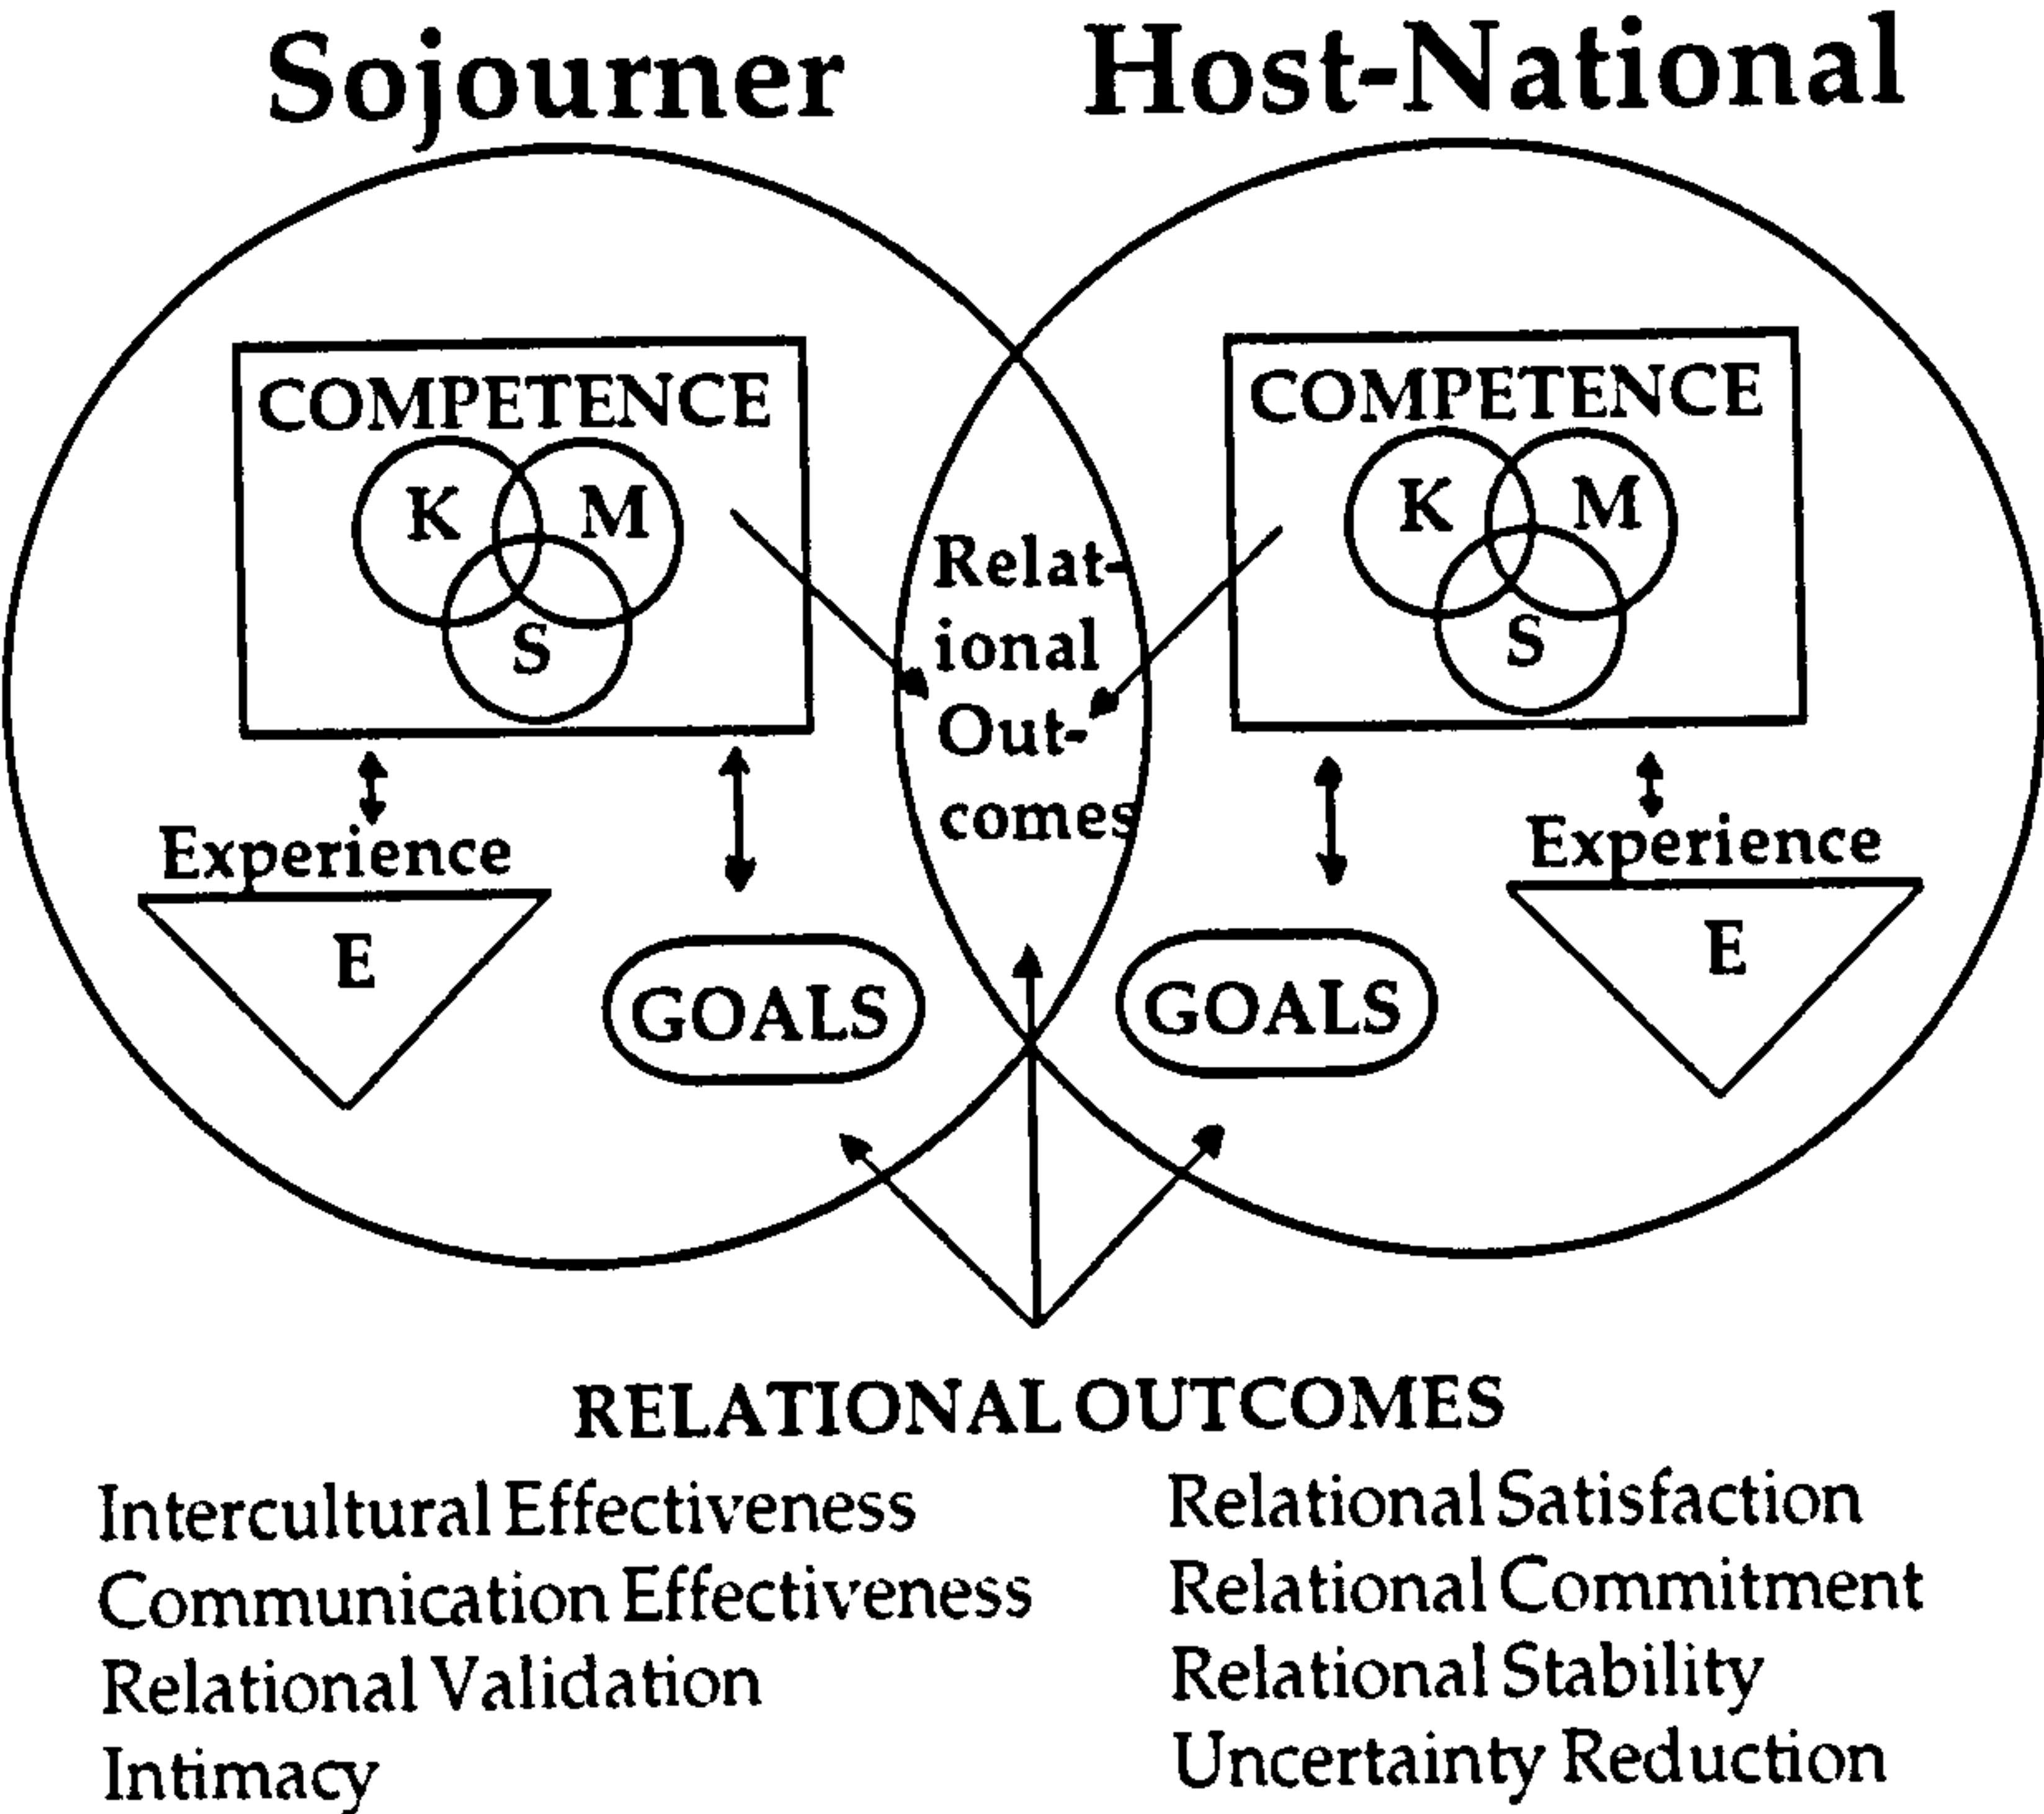 Sojourner
Host-National
COMPETENCE
K
M
S
COMPETENCE
K
M
S
Relat-
ional
Out-
comes
Experience
E
GOALS
GOALS
Experience
E
RELATIONAL OUTCOMES
Intercultural Effectiveness
Communication Effectiveness
Relational Validation
Intimacy
Relational Satisfaction
Relational Commitment
Relational Stability
Uncertainty Reduction